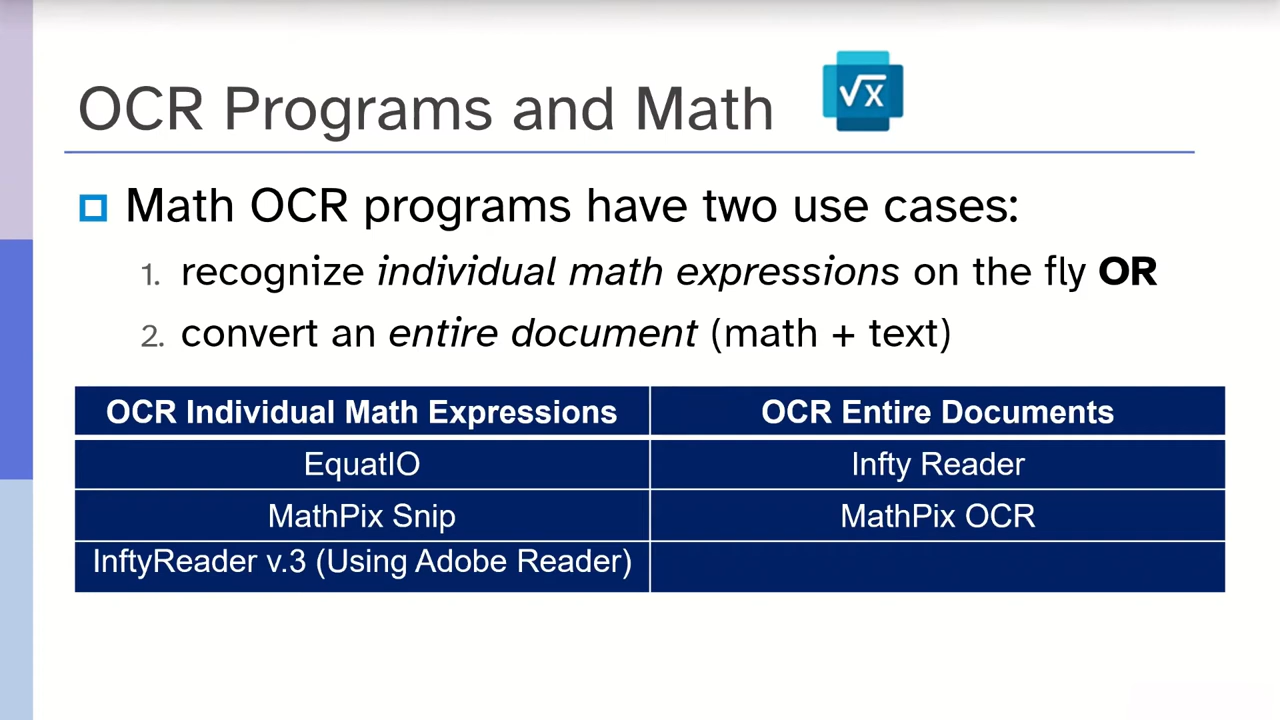 OCR Programs and Math
√x
Math OCR programs have two use cases:
1. recognize individual math expressions on the fly OR
2. convert an entire document (math + text)
OCR Individual Math Expressions OCR Entire Documents
EquatIO Infty Reader
MathPix Snip MathPix OCR
InftyReader v.3 (Using Adobe Reader)